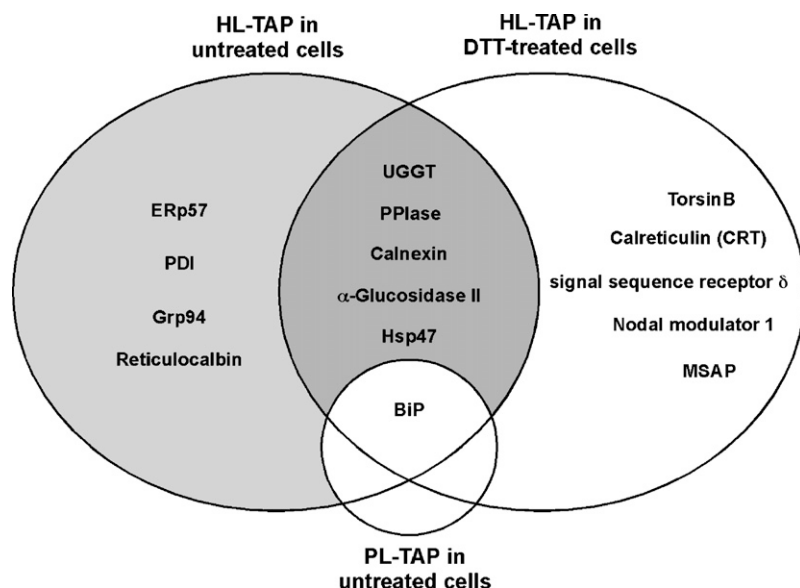 HL-TAP in
untreated cells
HL-TAP in
DTT-treated cells
ERp57
PDI
Grp94
Reticulocalbin
UGGT
PPIase
Calnexin
α-Glucosidase II
Hsp47
BiP
TorsinB
Calreticulin (CRT)
signal sequence receptor δ
Nodal modulator 1
MSAP
PL-TAP in
untreated cells